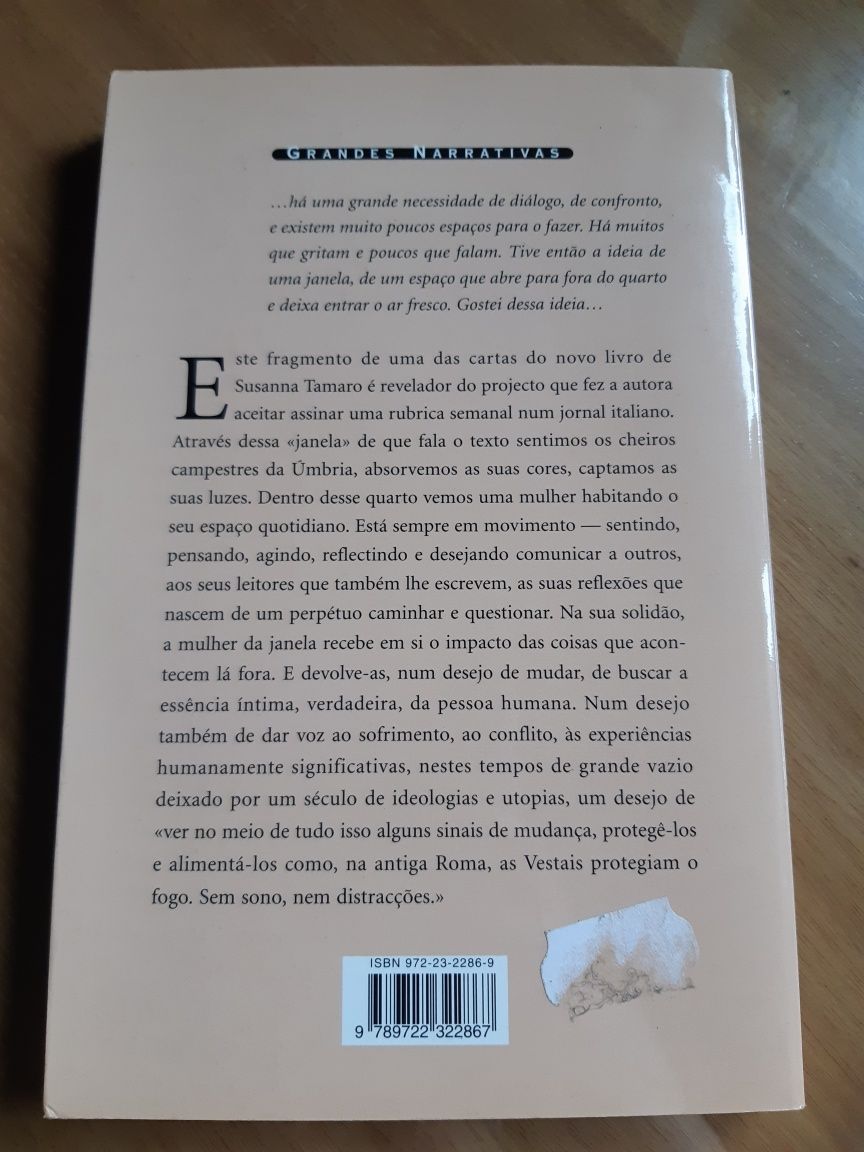 GRANDES NARRATIVAS
…há uma grande necessidade de diálogo, de confronto,
e existem muito poucos espaços para o fazer. Há muitos
que gritam e poucos que falam. Tive então a ideia de
uma janela, de um espaço que abre para fora do quarto
e deixa entrar o ar fresco. Gostei dessa ideia…
Este fragmento de uma das cartas do novo livro de
Susanna Tamaro é revelador do projecto que fez a autora
aceitar assinar uma rubrica semanal num jornal italiano.
Através dessa «janela» de que fala o texto sentimos os cheiros
campestres da Úmbria, absorvemos as suas cores, captamos as
suas luzes. Dentro desse quarto vemos uma mulher habitando o
seu espaço quotidiano. Está sempre em movimento — sentindo,
pensando, agindo, reflectindo e desejando comunicar a outros,
aos seus leitores que também lhe escrevem, as suas reflexões que
nascem de um perpétuo caminhar e questionar. Na sua solidão,
a mulher da janela recebe em si o impacto das coisas que acon-
tecem lá fora. E devolve-as, num desejo de mudar, de buscar a
essência íntima, verdadeira, da pessoa humana. Num desejo
também de dar voz ao sofrimento, ao conflito, às experiências
humanamente significativas, nestes tempos de grande vazio
deixado por um século de ideologias e utopias, um desejo de
«ver no meio de tudo isso alguns sinais de mudança, protegê-los
e alimentá-los como, na antiga Roma, as Vestais protegiam o
fogo. Sem sono, nem distracções.»
ISBN 972-23-2286-9
9 789722 322867